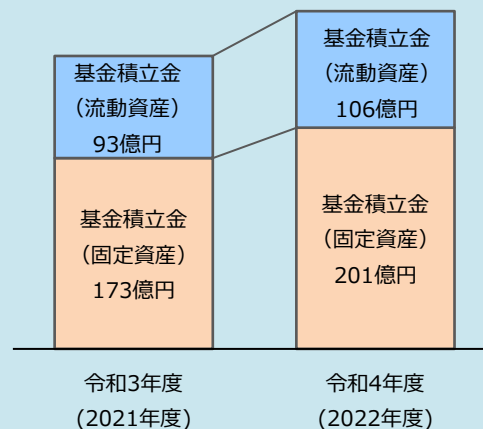 基金積立金
（流動資産）
93億円
基金積立金
（固定資産）
173億円
基金積立金
（流動資産）
106億円
基金積立金
（固定資産）
201億円
令和3年度
(2021年度)
令和4年度
(2022年度)